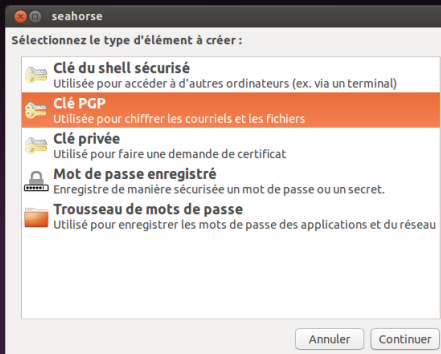 seahorse
Sélectionnez le type d'élément à créer :
Clé du shell sécurisé
Utilisée pour accéder à d'autres ordinateurs (ex. via un terminal)
Clé PGP
Utilisée pour chiffrer les courriels et les fichiers
Clé privée
Utilisé pour faire une demande de certificat
Mot de passe enregistré
Enregistre de manière sécurisée un mot de passe ou un secret.
Trousseau de mots de passe
Utilisé pour enregistrer les mots de passe des applications et du réseau
Annuler Continuer